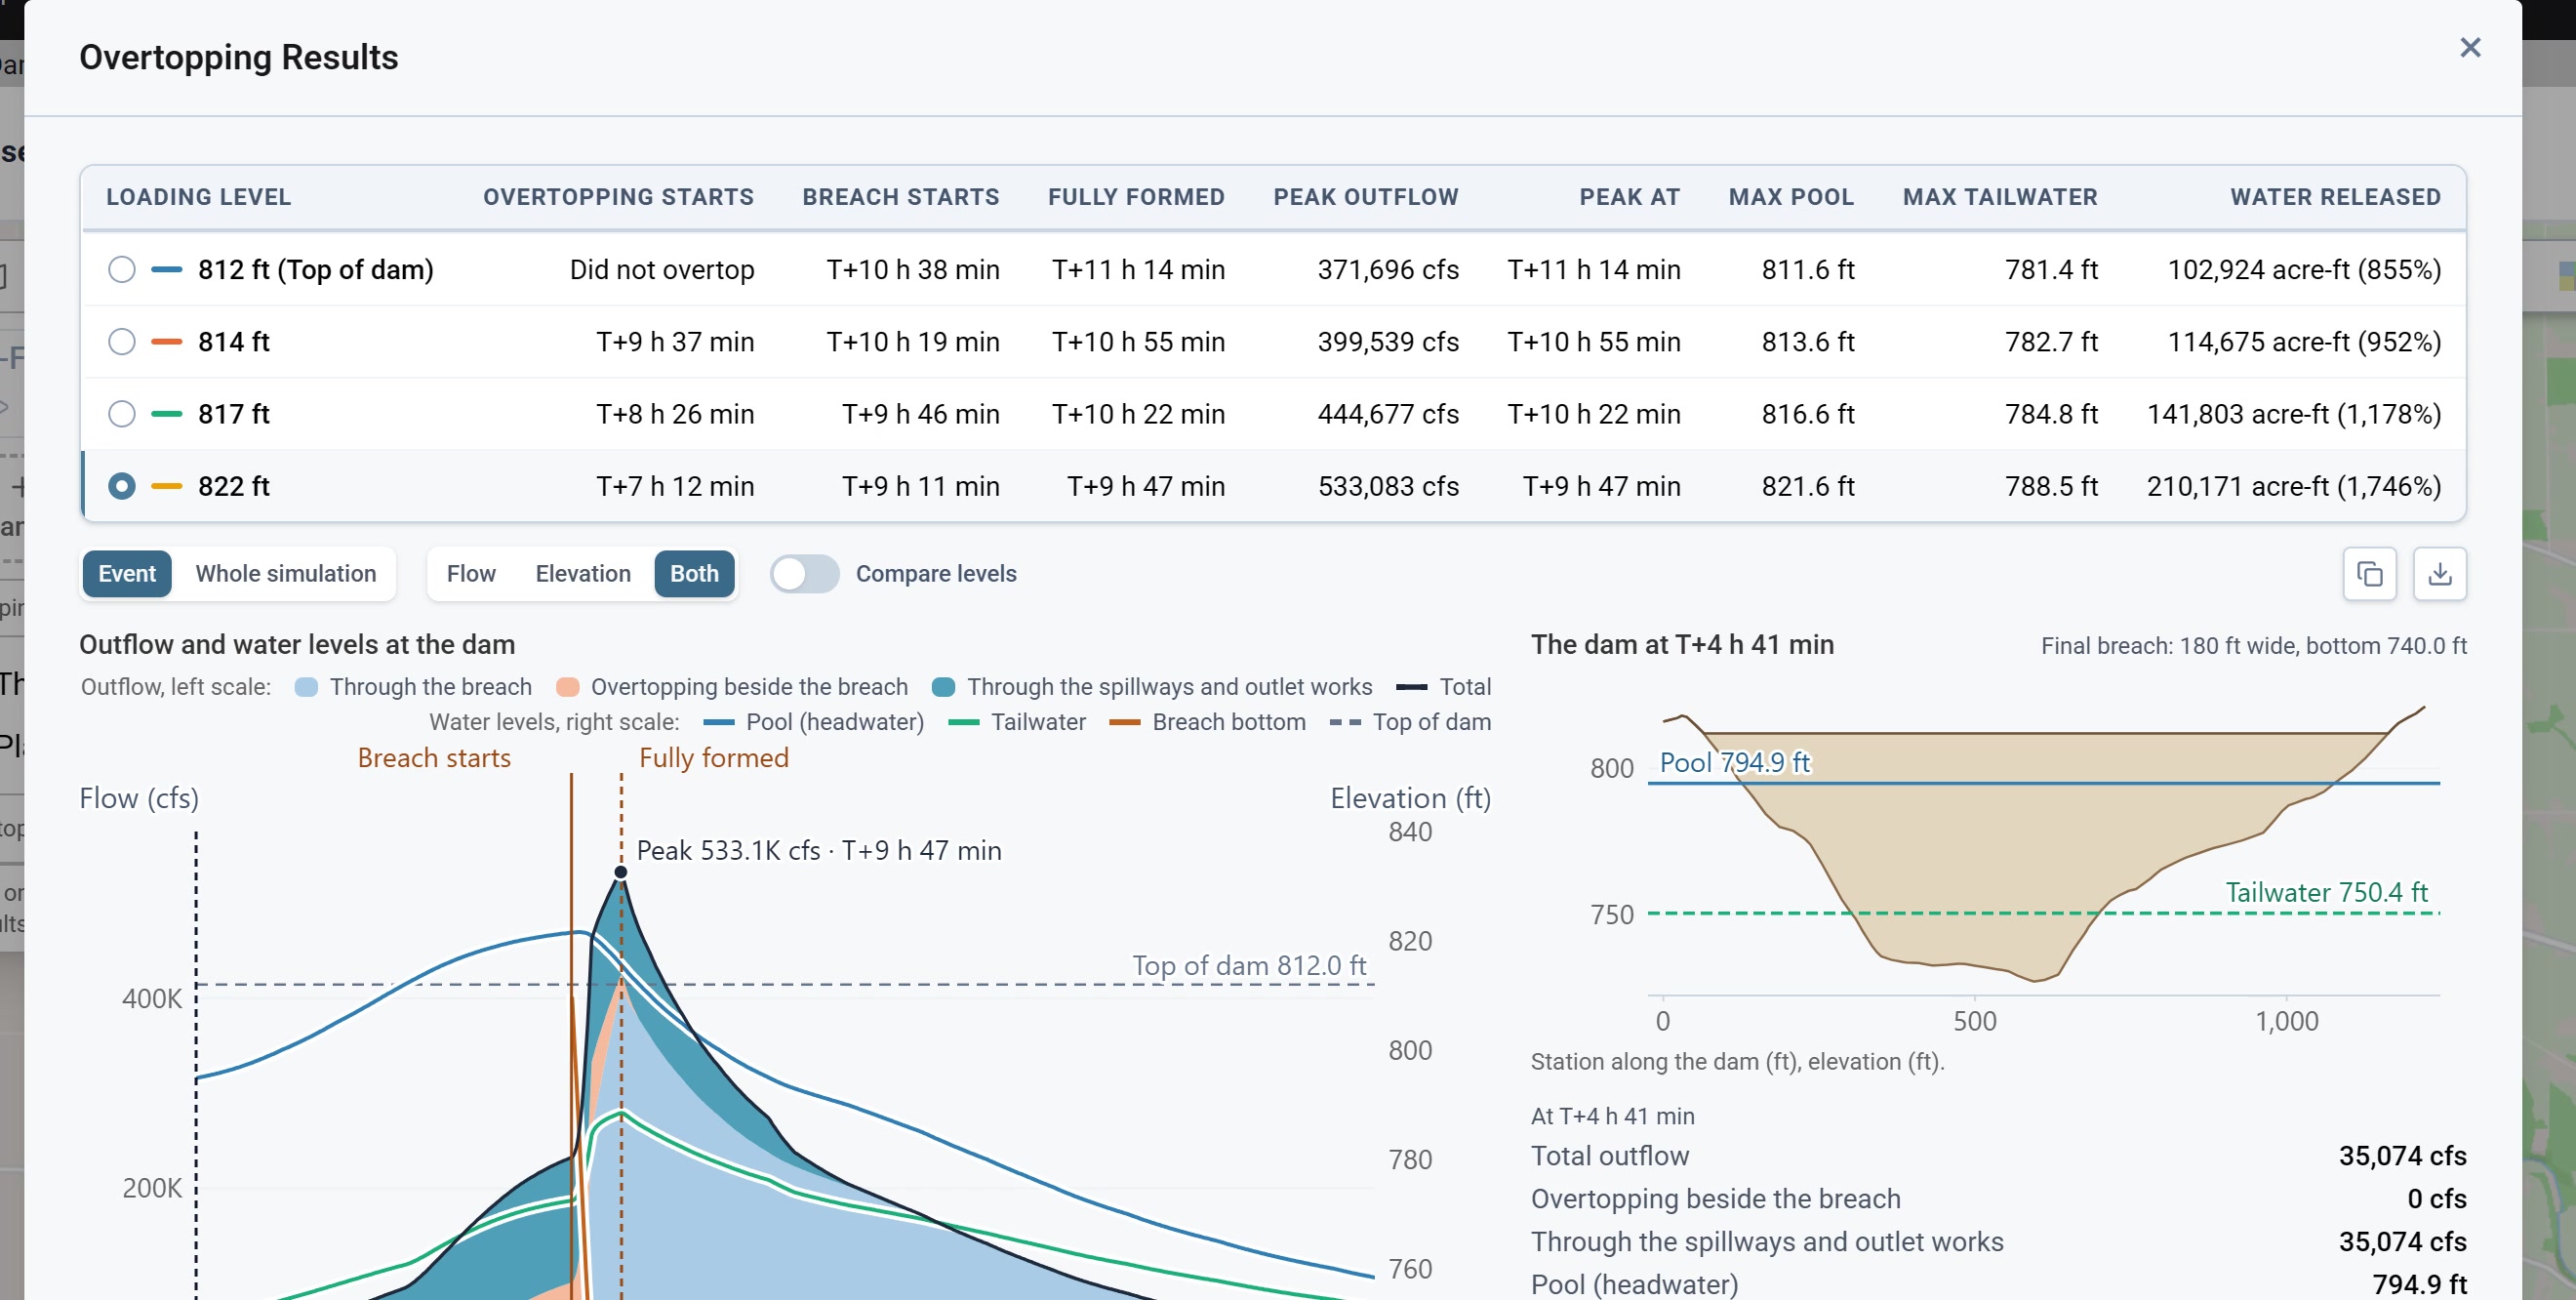 Overtopping Results
LOADING LEVEL OVERTOPPING STARTS BREACH STARTS FULLY FORMED PEAK OUTFLOW PEAK AT MAX POOL MAX TAILWATER WATER RELEASED
812 ft (Top of dam) Did not overtop T+10 h 38 min T+11 h 14 min 371,696 cfs T+11 h 14 min 811.6 ft 781.4 ft 102,924 acre-ft (855%)
814 ft T+9 h 37 min T+10 h 19 min T+10 h 55 min 399,539 cfs T+10 h 55 min 813.6 ft 782.7 ft 114,675 acre-ft (952%)
817 ft T+8 h 26 min T+9 h 46 min T+10 h 22 min 444,677 cfs T+10 h 22 min 816.6 ft 784.8 ft 141,803 acre-ft (1,178%)
822 ft T+7 h 12 min T+9 h 11 min T+9 h 47 min 533,083 cfs T+9 h 47 min 821.6 ft 788.5 ft 210,171 acre-ft (1,746%)
Event Whole simulation Flow Elevation Both Compare levels
Outflow and water levels at the dam
Outflow, left scale: Through the breach Overtopping beside the breach Through the spillways and outlet works Total
Water levels, right scale: Pool (headwater) Tailwater Breach bottom Top of dam
Breach starts Fully formed
Flow (cfs) Elevation (ft)
840
Peak 533.1K cfs · T+9 h 47 min
820
Top of dam 812.0 ft
400K
800
780
200K
760
The dam at T+4 h 41 min Final breach: 180 ft wide, bottom 740.0 ft
800 Pool 794.9 ft
Tailwater 750.4 ft
750
0 500 1,000
Station along the dam (ft), elevation (ft).
At T+4 h 41 min
Total outflow 35,074 cfs
Overtopping beside the breach 0 cfs
Through the spillways and outlet works 35,074 cfs
Pool (headwater) 794.9 ft